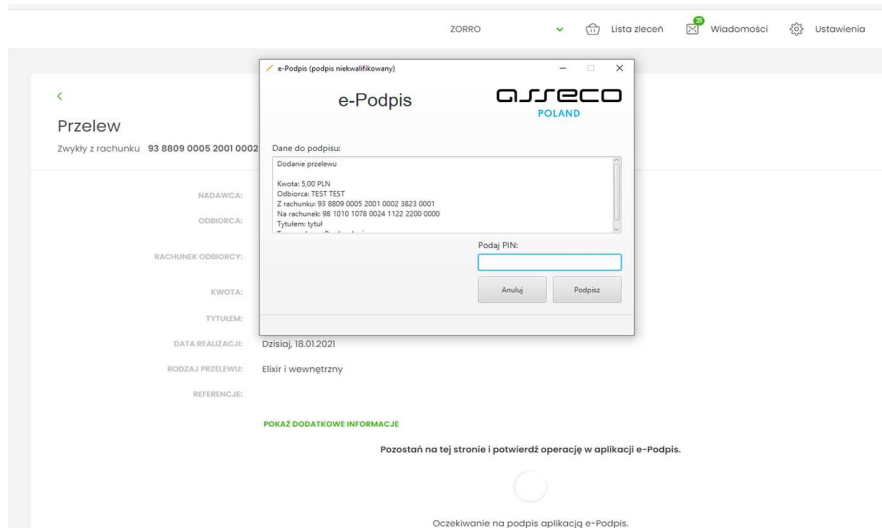 ZORRO
Lista zleceń
21
Wiadomości
Ustawienia
e-Podpis (podpis niekwalifikowany)
e-Podpis
asseco
POLAND
Przelew
Zwykły z rachunku 93 8809 0005 2001 0002
Dane do podpisu:
Dodanie przelewu
Kwota: 5,00 PLN
Odbiorca: TEST TEST
Z rachunku: 93 8809 0005 2001 0002 3823 0001
Na rachunek: 98 1010 1078 0024 1122 2200 0000
Tytułem: tytuł
Podaj PIN:
Anuluj
Podpisz
NADAWCA:
ODBIORCA:
RACHUNEK ODBIORCY:
KWOTA:
TYTUŁEM:
DATA REALIZACJI: Dzisiaj, 18.01.2021
RODZAJ PRZELEWU: Elixir i wewnętrzny
REFERENCJE:
POKAŻ DODATKOWE INFORMACJE
Pozostań na tej stronie i potwierdź operację w aplikacji e-Podpis.
Oczekiwanie na podpis aplikacją e-Podpis.